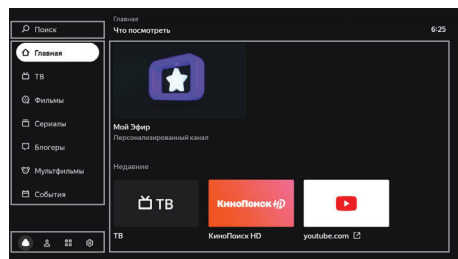 Поиск
Главная
Что посмотреть
6:25
Главная
ТВ
Фильмы
Сериалы
Блогеры
Мультфильмы
События
Мой Эфир
Персонализированный канал
Недавние
ТВ
КиноПоиск HD
ТВ
КиноПоиск HD
youtube.com